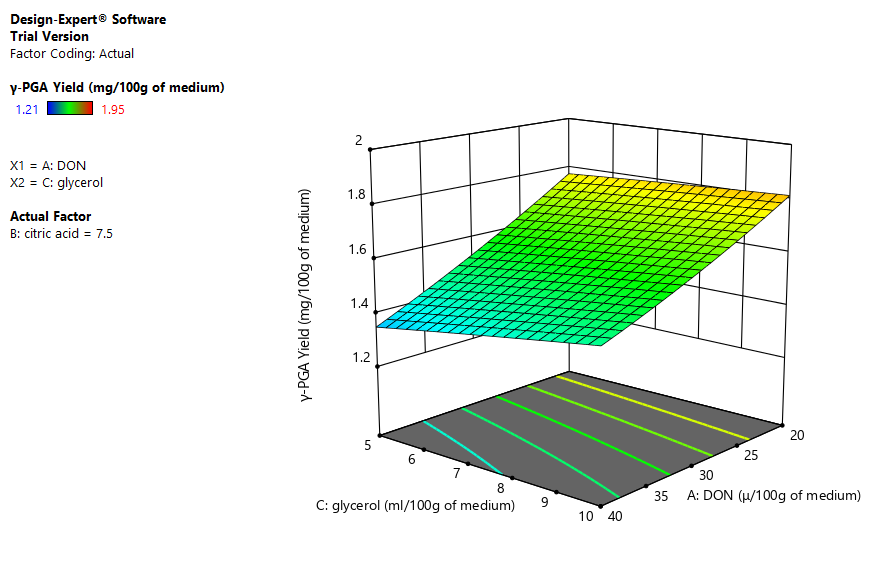 Design-Expert® Software
Trial Version
Factor Coding: Actual
γ-PGA Yield (mg/100g of medium)
1.21 1.95
X1 = A: DON
X2 = C: glycerol
Actual Factor
B: citric acid = 7.5
γ-PGA Yield (mg/100g of medium)
2
1.8
1.6
1.4
1.2
5
6
7
8
9
10
C: glycerol (ml/100g of medium)
40
35
30
25
20
A: DON (µ/100g of medium)